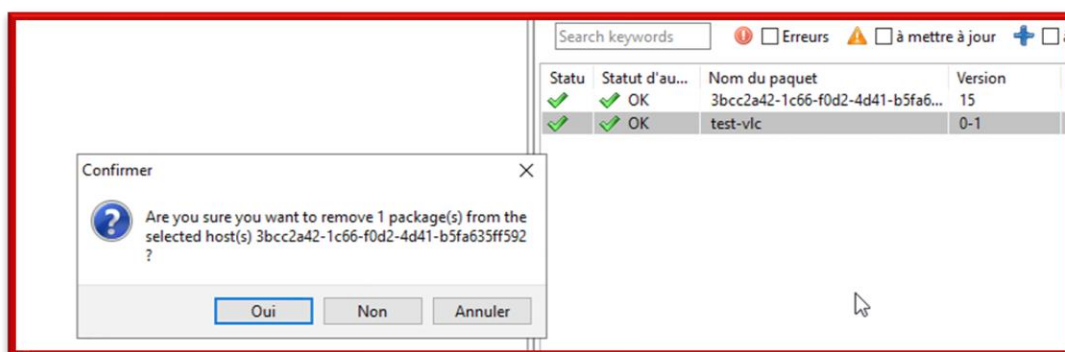 Search keywords Erreurs à mettre à jour
Statu Statut d'au... Nom du paquet Version
OK 3bcc2a42-1c66-f0d2-4d41-b5fa6... 15
OK test-vlc 0-1
Confirmer
Are you sure you want to remove 1 package(s) from the
selected host(s) 3bcc2a42-1c66-f0d2-4d41-b5fa635ff592
?
Oui Non Annuler